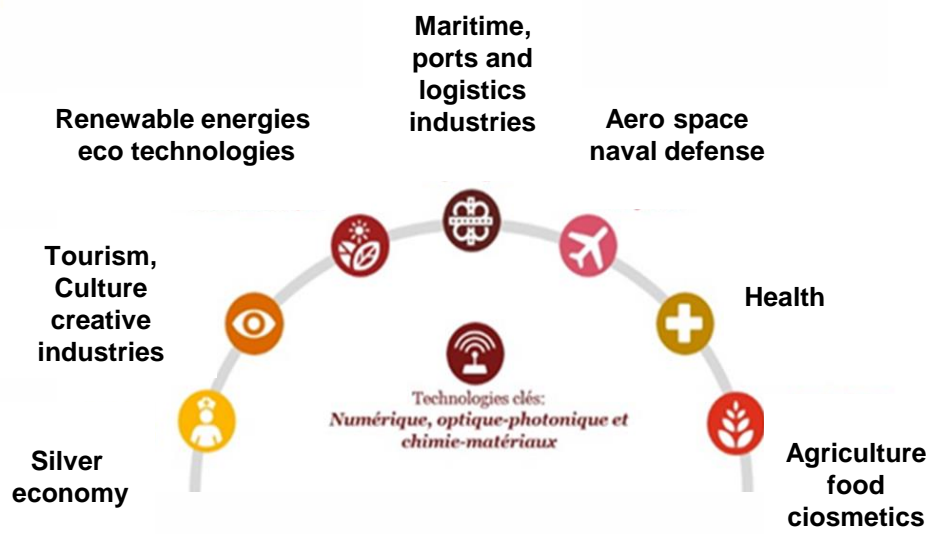 Maritime,
ports and
logistics
industries
Renewable energies
eco technologies
Aero space
naval defense
Tourism,
Culture
creative
industries
Health
Technologies clés:
Numérique, optique-photonique et
chimie-matériaux
Silver
economy
Agriculture
food
ciosmetics